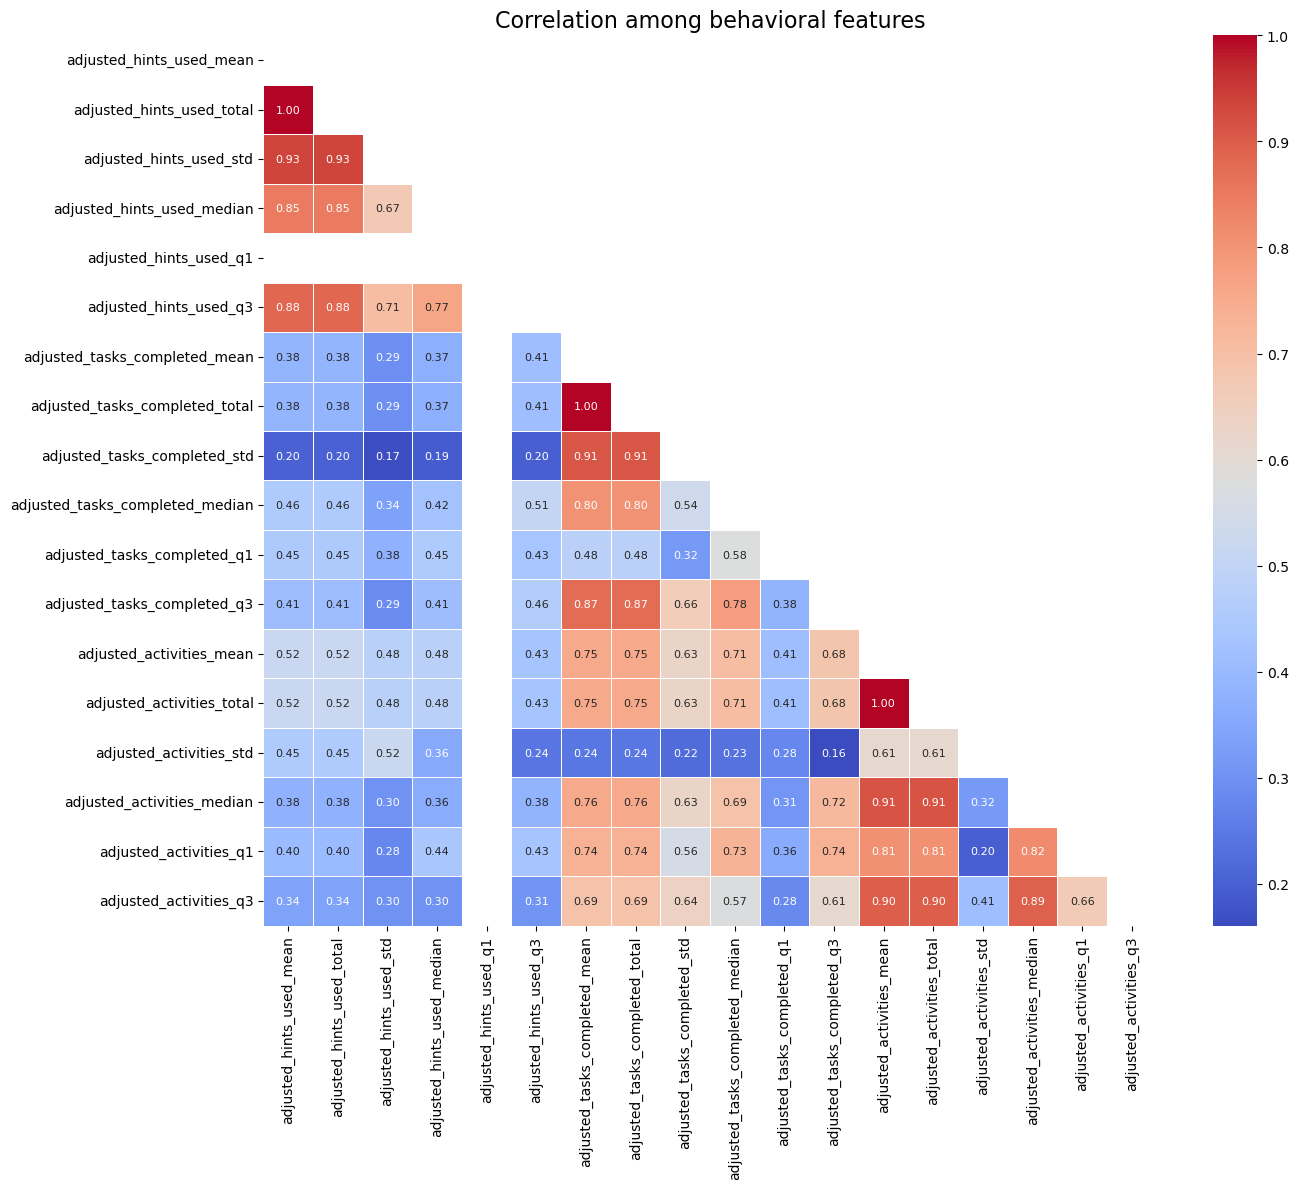 Correlation among behavioral features
adjusted_hints_used_mean
adjusted_hints_used_total 1.00
adjusted_hints_used_std 0.93 0.93
adjusted_hints_used_median 0.85 0.85 0.67
adjusted_hints_used_q1
adjusted_hints_used_q3 0.88 0.88 0.71 0.77
adjusted_tasks_completed_mean 0.38 0.38 0.29 0.37 0.41
adjusted_tasks_completed_total 0.38 0.38 0.29 0.37 0.41 1.00
adjusted_tasks_completed_std 0.20 0.20 0.17 0.19 0.20 0.91 0.91
adjusted_tasks_completed_median 0.46 0.46 0.34 0.42 0.51 0.80 0.80 0.54
adjusted_tasks_completed_q1 0.45 0.45 0.38 0.45 0.43 0.48 0.48 0.32 0.58
adjusted_tasks_completed_q3 0.41 0.41 0.29 0.41 0.46 0.87 0.87 0.66 0.78 0.38
adjusted_activities_mean 0.52 0.52 0.48 0.48 0.43 0.75 0.75 0.63 0.71 0.41 0.68
adjusted_activities_total 0.52 0.52 0.48 0.48 0.43 0.75 0.75 0.63 0.71 0.41 0.68 1.00
adjusted_activities_std 0.45 0.45 0.52 0.36 0.24 0.24 0.24 0.22 0.23 0.28 0.16 0.61 0.61
adjusted_activities_median 0.38 0.38 0.30 0.36 0.38 0.76 0.76 0.63 0.69 0.31 0.72 0.91 0.91 0.32
adjusted_activities_q1 0.40 0.40 0.28 0.44 0.43 0.74 0.74 0.56 0.73 0.36 0.74 0.81 0.81 0.20 0.82
adjusted_activities_q3 0.34 0.34 0.30 0.30 0.31 0.69 0.69 0.64 0.57 0.28 0.61 0.90 0.90 0.41 0.89 0.66
adjusted_hints_used_mean
adjusted_hints_used_total
adjusted_hints_used_std
adjusted_hints_used_median
adjusted_hints_used_q1
adjusted_hints_used_q3
adjusted_tasks_completed_mean
adjusted_tasks_completed_total
adjusted_tasks_completed_std
adjusted_tasks_completed_median
adjusted_tasks_completed_q1
adjusted_tasks_completed_q3
adjusted_activities_mean
adjusted_activities_total
adjusted_activities_std
adjusted_activities_median
adjusted_activities_q1
adjusted_activities_q3
1.0
0.9
0.8
0.7
0.6
0.5
0.4
0.3
0.2